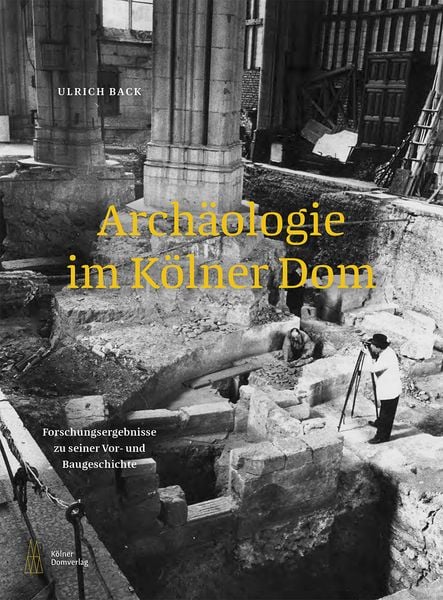 ULRICH BACK
Archäologie
im Kölner Dom
Forschungsergebnisse
zu seiner Vor- und
Baugeschichte
Kölner
Domverlag